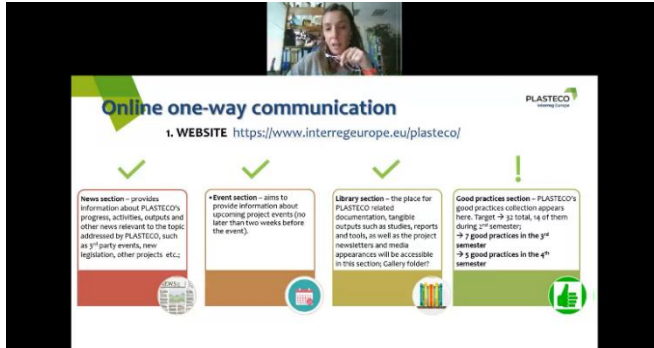 Online one-way communication
PLASTECO
Interreg Europe
1. WEBSITE https://www.interregeurope.eu/plasteco/
News section – provides
information about PLASTECO's
progress, activities, outputs and
other news relevant to the topic
addressed by PLASTECO, such
as 3rd party events, new
legislation, other projects etc.;
• Event section – aims to
provide information about
upcoming project events (no
later than two weeks before
the event).
Library section – the place for
PLASTECO related
documentation, tangible
outputs such as studies, reports
and tools, as well as the project
newsletters and media
appearances will be accessible
in this section; Gallery folder?
Good practices section – PLASTECO's
good practices collection appears
here. Target → 32 total, 14 of them
during 2nd semester;
→ 7 good practices in the 3rd
semester
→ 5 good practices in the 4th
semester
NEWS